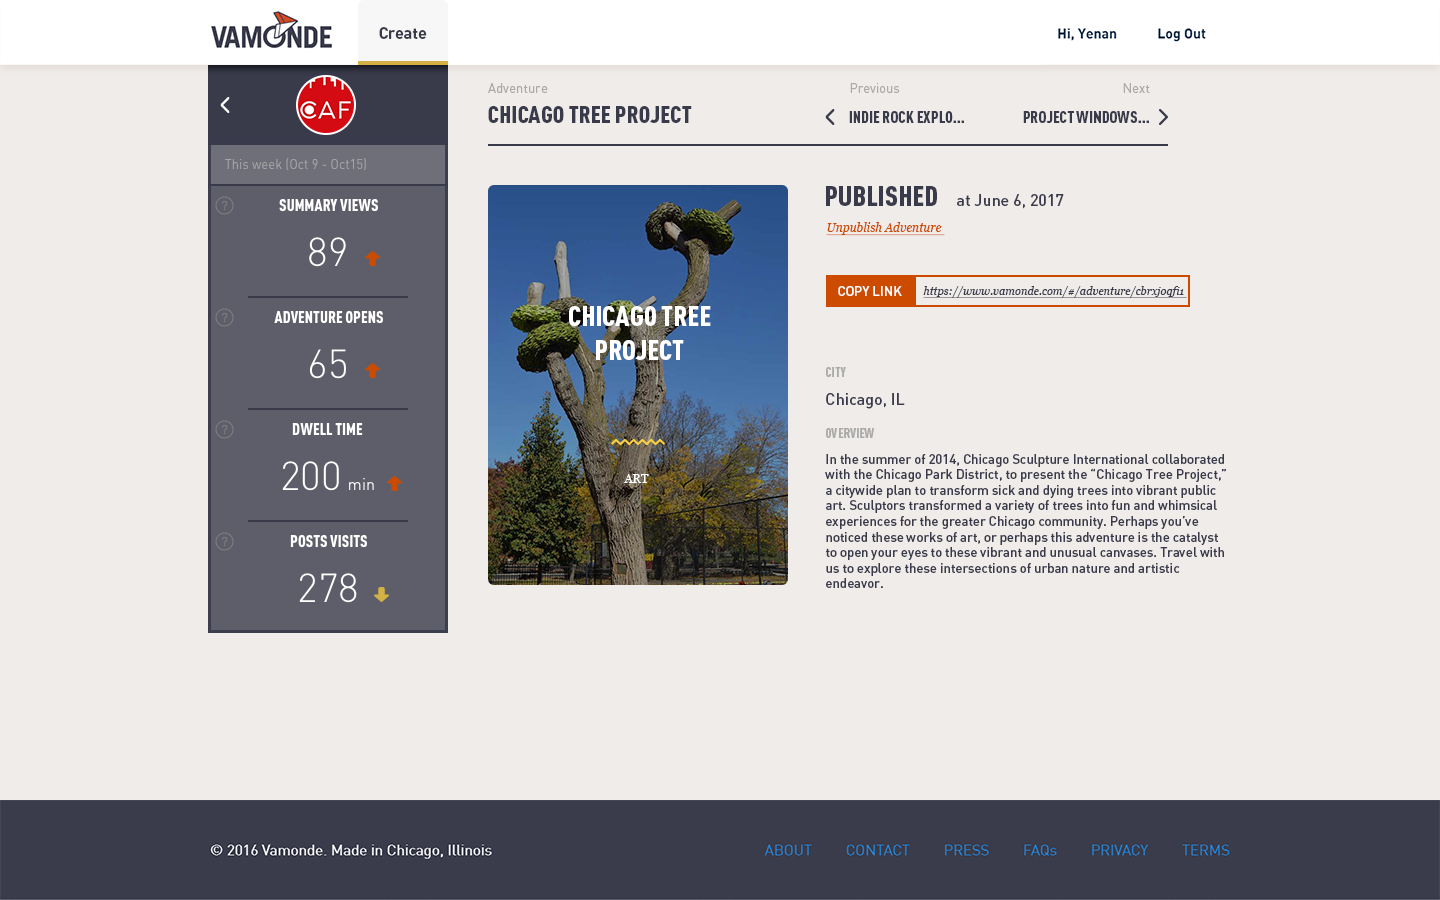 VAMONDE
Create
Hi, Yenan
Log Out
CAF
This week (Oct 9 - Oct15)
? SUMMARY VIEWS
89
? ADVENTURE OPENS
65
? DWELL TIME
200 min
? POSTS VISITS
278
Adventure
CHICAGO TREE PROJECT
Previous
INDIE ROCK EXPLO...
Next
PROJECT WINDOWS...
CHICAGO TREE
PROJECT
ART
PUBLISHED at June 6, 2017
Unpublish Adventure
COPY LINK https://www.vamonde.com/#/adventure/cbrxjoqfi1
CITY
Chicago, IL
OVERVIEW
In the summer of 2014, Chicago Sculpture International collaborated
with the Chicago Park District, to present the “Chicago Tree Project,”
a citywide plan to transform sick and dying trees into vibrant public
art. Sculptors transformed a variety of trees into fun and whimsical
experiences for the greater Chicago community. Perhaps you’ve
noticed these works of art, or perhaps this adventure is the catalyst
to open your eyes to these vibrant and unusual canvases. Travel with
us to explore these intersections of urban nature and artistic
endeavor.
© 2016 Vamonde. Made in Chicago, Illinois
ABOUT CONTACT PRESS FAQs PRIVACY TERMS